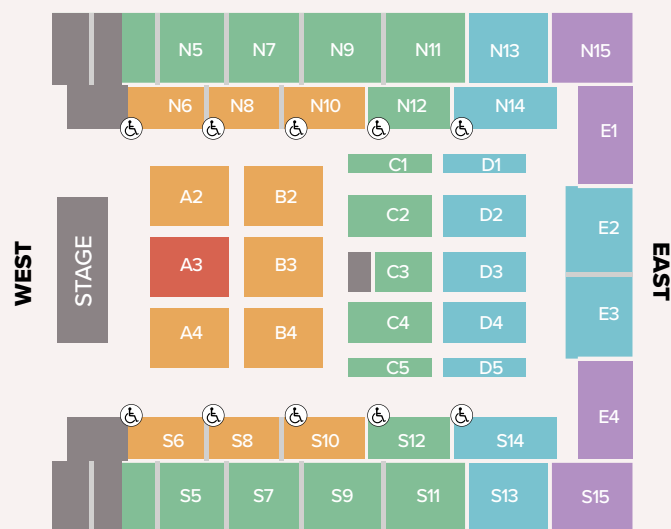 N5 N7 N9 N11 N13 N15
N6 N8 N10 N12 N14
E1
C1 D1
A2 B2 C2 D2
E2
WEST
STAGE
A3 B3 C3 D3
EAST
E3
A4 B4 C4 D4
C5 D5
E4
S6 S8 S10 S12 S14
S5 S7 S9 S11 S13 S15